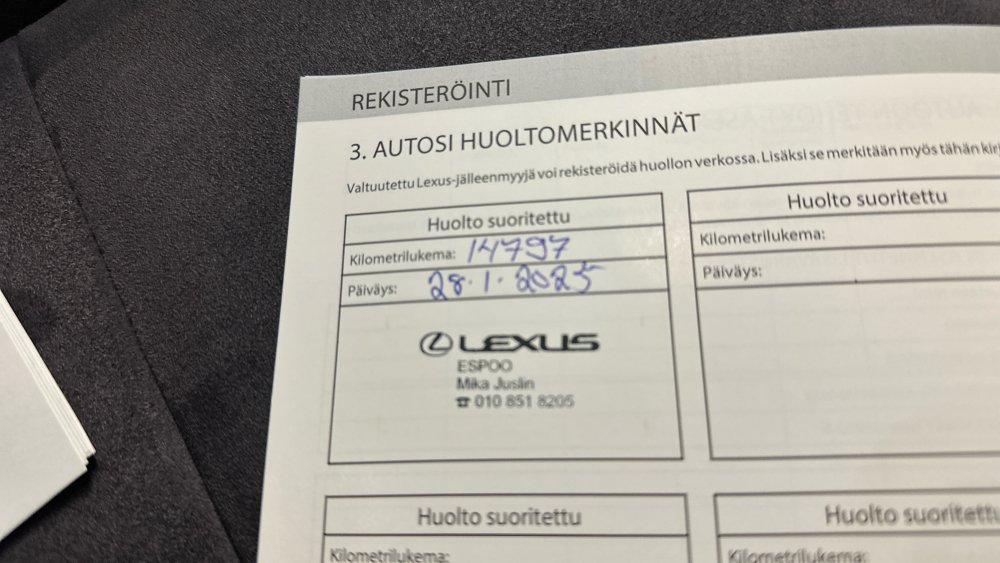 REKISTERÖINTI
3. AUTOSI HUOLTOMERKINNÄT
Valtuutettu Lexus-jälleenmyyjä voi rekisteröidä huollon verkossa. Lisäksi se merkitään myös tähän
Huolto suoritettu
Kilometrilukema: 14797
Päiväys: 28.1.2025
LEXUS
ESPOO
Mika Juslin
☎ 010 851 8205
Huolto suoritettu
Kilometrilukema:
Päiväys:
Huolto suoritettu
Kilometrilukema:
Huolto suoritettu
Kilometrilukema: